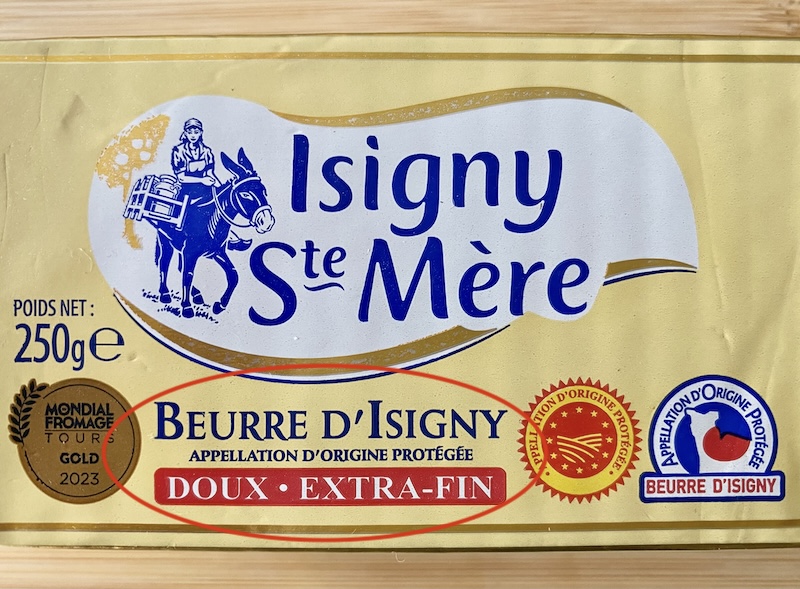 Isigny
Ste Mère
POIDS NET :
250g e
MONDIAL
FROMAGE
TOURS
GOLD
2023
BEURRE D'ISIGNY
APPELLATION D'ORIGINE PROTÉGÉE
DOUX • EXTRA-FIN
APPELLATION D'ORIGINE PROTÉGÉE
APPELLATION D'ORIGINE PROTÉGÉE
BEURRE D'ISIGNY